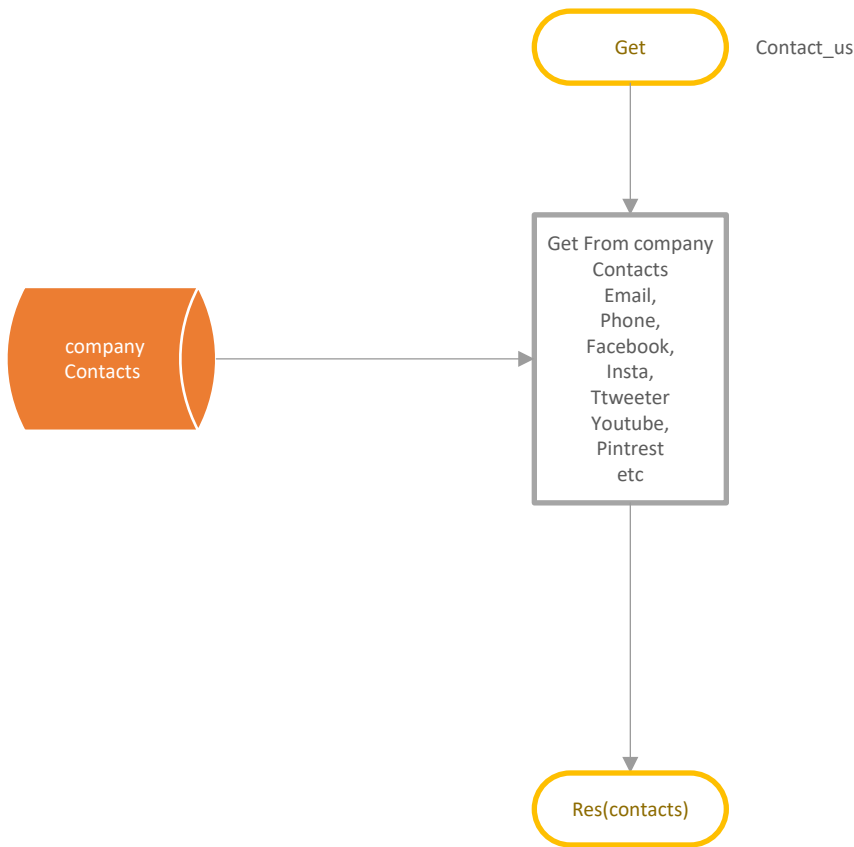 Get
Contact_us
Get From company
Contacts
Email,
Phone,
Facebook,
Insta,
Ttweeter
Youtube,
Pintrest
etc
company
Contacts
Res(contacts)